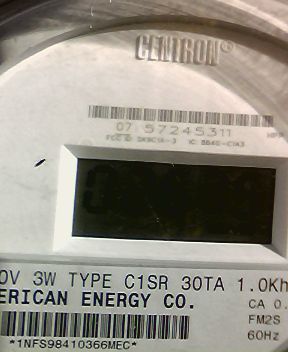 CENTRON®
07 57245311
0V 3W TYPE C1SR 30TA 1.0Kh
ERICAN ENERGY CO.
CA 0.
FM2S
60Hz
*1NFS98410366MEC*